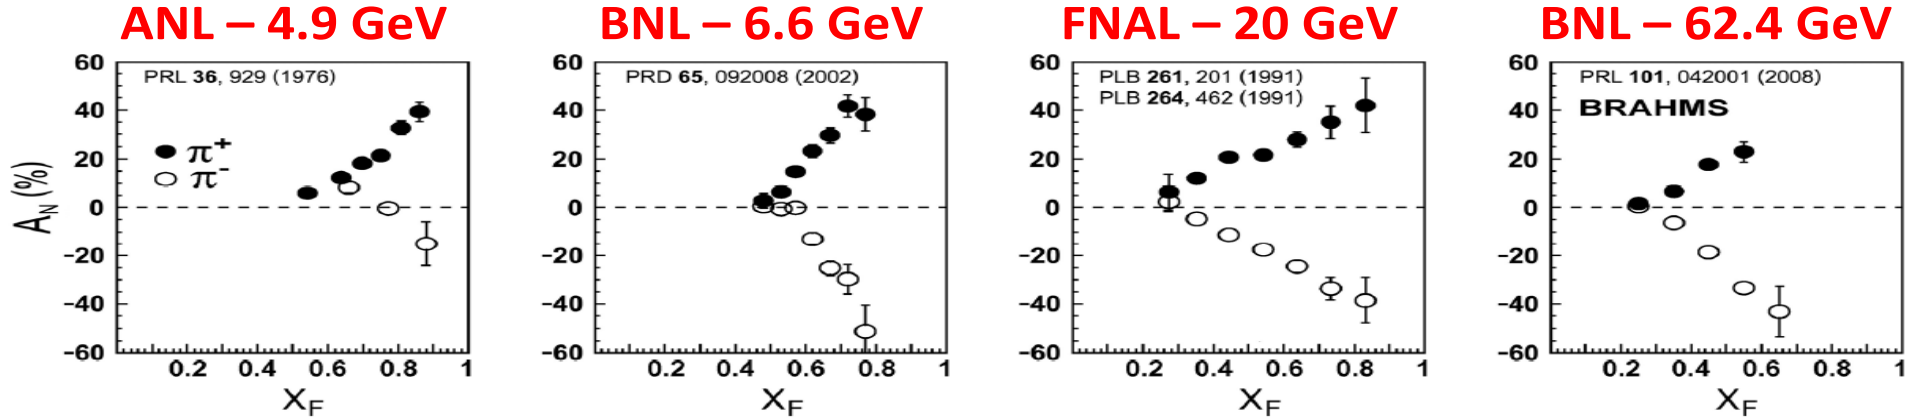 ANL – 4.9 GeV
BNL – 6.6 GeV
FNAL – 20 GeV
BNL – 62.4 GeV
A_N (%)
60
40
20
0
−20
−40
−60
PRL 36, 929 (1976)
π+
π-
0.2 0.4 0.6 0.8 1
X_F
60
40
20
0
−20
−40
−60
PRD 65, 092008 (2002)
0.2 0.4 0.6 0.8 1
X_F
60
40
20
0
−20
−40
−60
PLB 261, 201 (1991)
PLB 264, 462 (1991)
0.2 0.4 0.6 0.8 1
X_F
60
40
20
0
−20
−40
−60
PRL 101, 042001 (2008)
BRAHMS
0.2 0.4 0.6 0.8 1
X_F